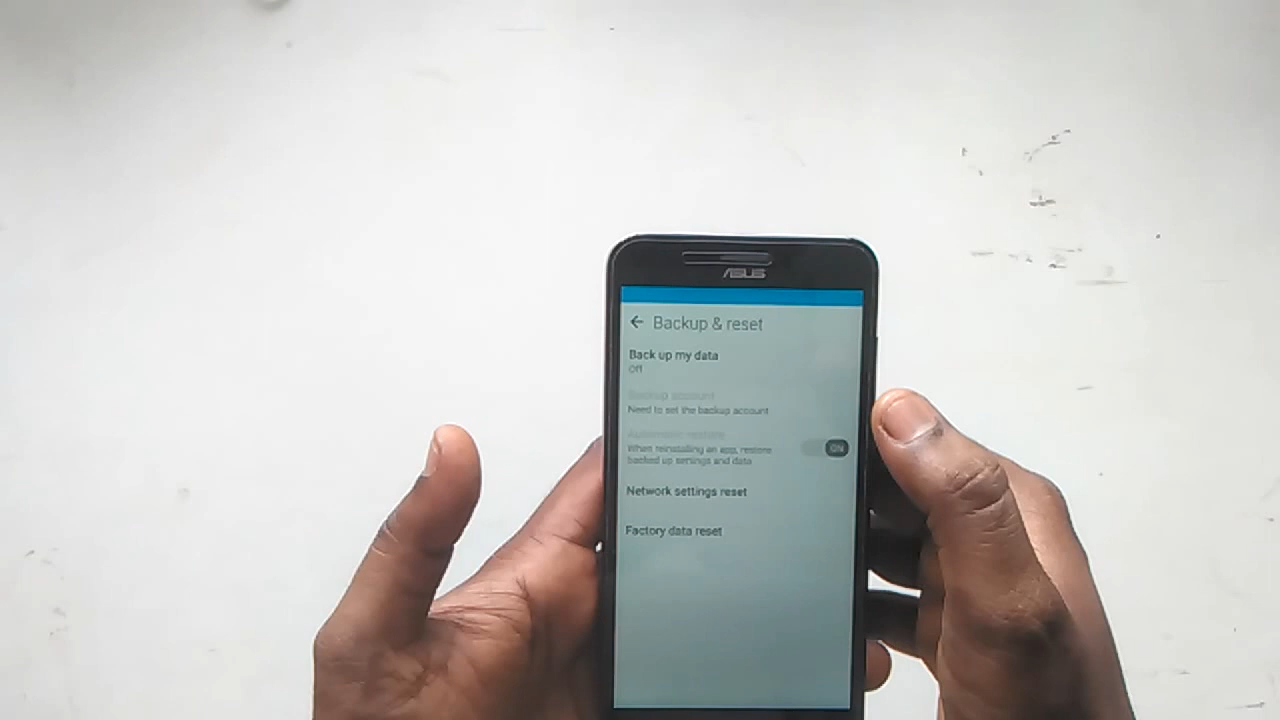 ASUS
Backup & reset
Back up my data
Off
Backup account
Need to set the backup account
Automatic restore
When reinstalling an app, restore
backed up settings and data
ON
Network settings reset
Factory data reset